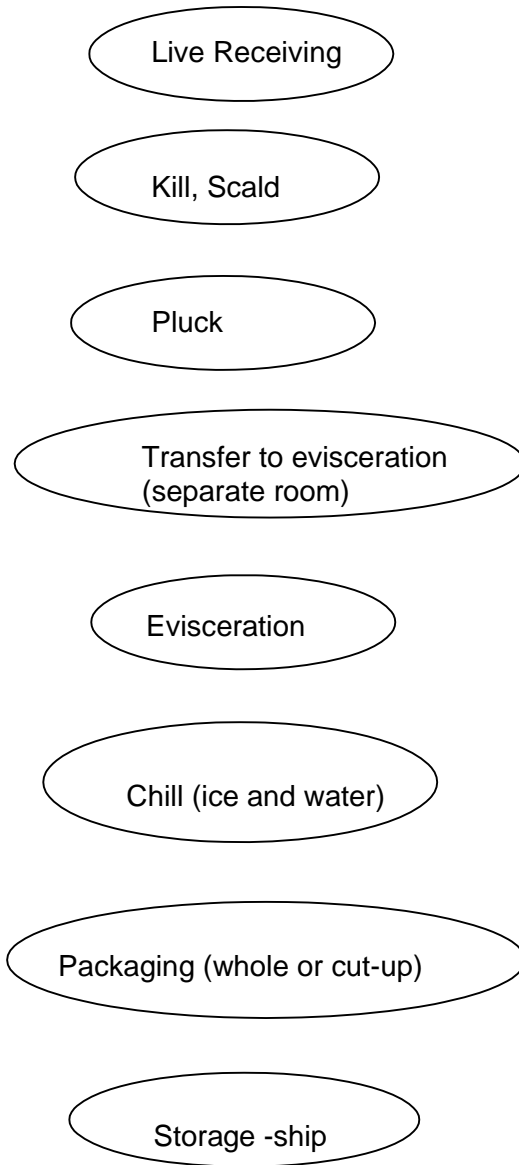 Live Receiving
Kill, Scald
Pluck
Transfer to evisceration
(separate room)
Evisceration
Chill (ice and water)
Packaging (whole or cut-up)
Storage -ship